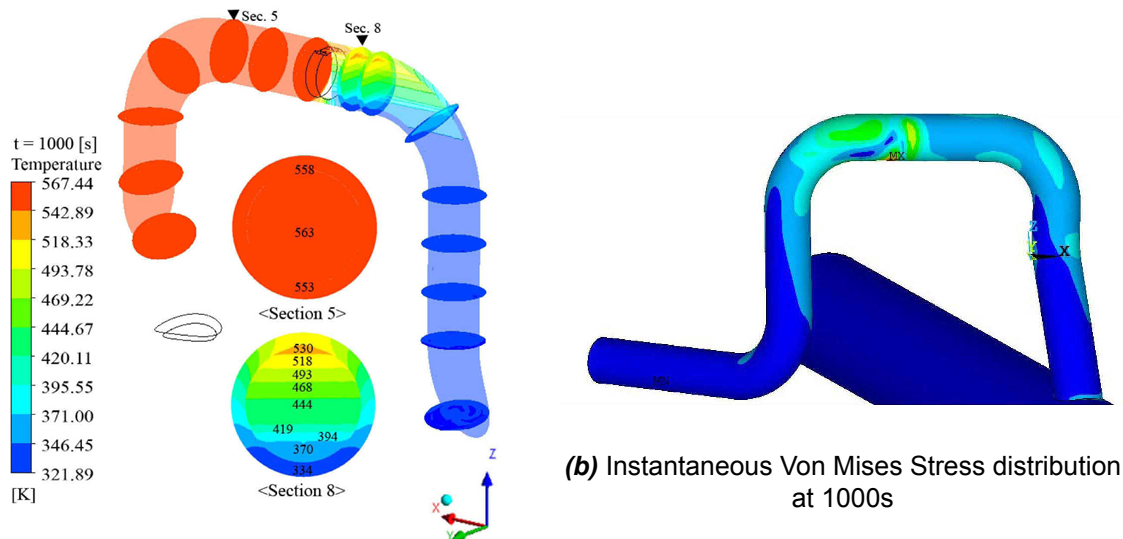 Sec. 5
Sec. 8
t = 1000 [s]
Temperature
567.44
542.89
518.33
493.78
469.22
444.67
420.11
395.55
371.00
346.45
321.89
[K]
558
563
553
<Section 5>
530
518
493
468
444
419
394
370
334
<Section 8>
Z
X
Y
MX
Z
Y
X
(b) Instantaneous Von Mises Stress distribution
at 1000s